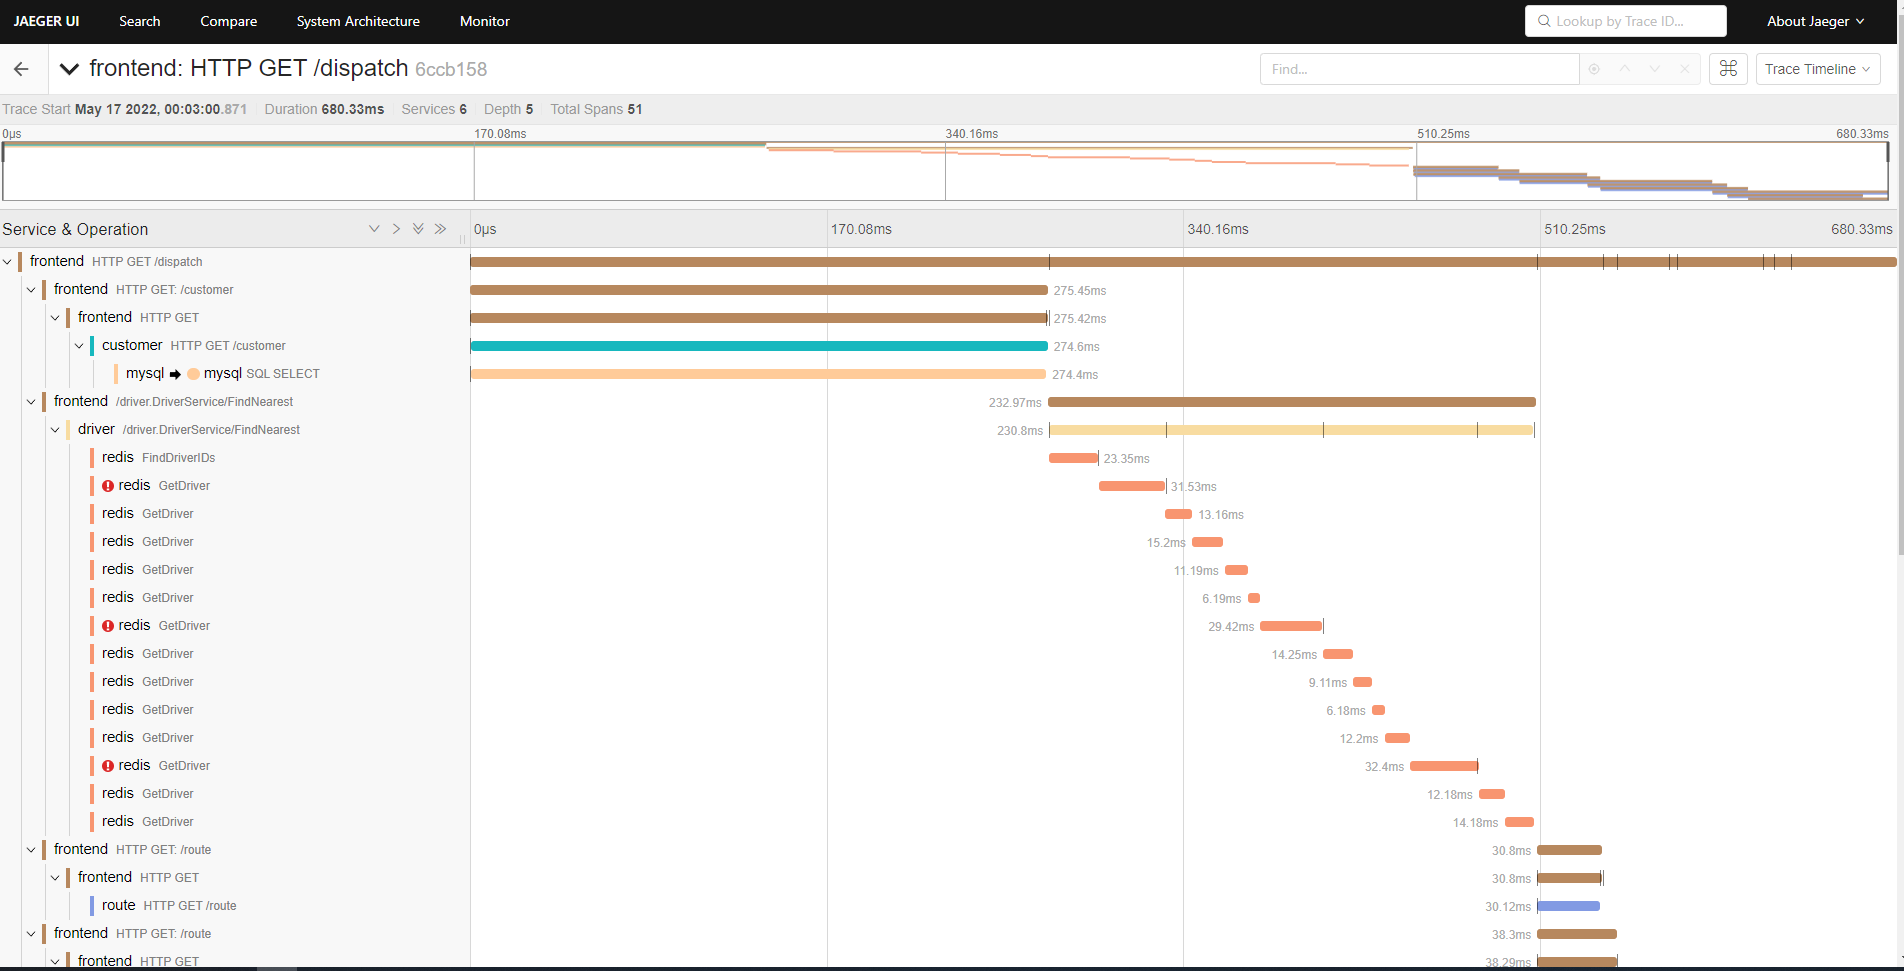 JAEGER UI Search Compare System Architecture Monitor Lookup by Trace ID... About Jaeger
frontend: HTTP GET /dispatch 6ccb158 Find... Trace Timeline
Trace Start May 17 2022, 00:03:00.871 Duration 680.33ms Services 6 Depth 5 Total Spans 51
0μs 170.08ms 340.16ms 510.25ms 680.33ms
Service & Operation 0μs 170.08ms 340.16ms 510.25ms 680.33ms
frontend HTTP GET /dispatch
frontend HTTP GET: /customer 275.45ms
frontend HTTP GET 275.42ms
customer HTTP GET /customer 274.6ms
mysql mysql SQL SELECT 274.4ms
frontend /driver.DriverService/FindNearest 232.97ms
driver /driver.DriverService/FindNearest 230.8ms
redis FindDriverIDs 23.35ms
redis GetDriver 31.53ms
redis GetDriver 13.16ms
redis GetDriver 15.2ms
redis GetDriver 11.19ms
redis GetDriver 6.19ms
redis GetDriver 29.42ms
redis GetDriver 14.25ms
redis GetDriver 9.11ms
redis GetDriver 6.18ms
redis GetDriver 12.2ms
redis GetDriver 32.4ms
redis GetDriver 12.18ms
redis GetDriver 14.18ms
frontend HTTP GET: /route 30.8ms
frontend HTTP GET 30.8ms
route HTTP GET /route 30.12ms
frontend HTTP GET: /route 38.3ms
frontend HTTP GET 38.29ms